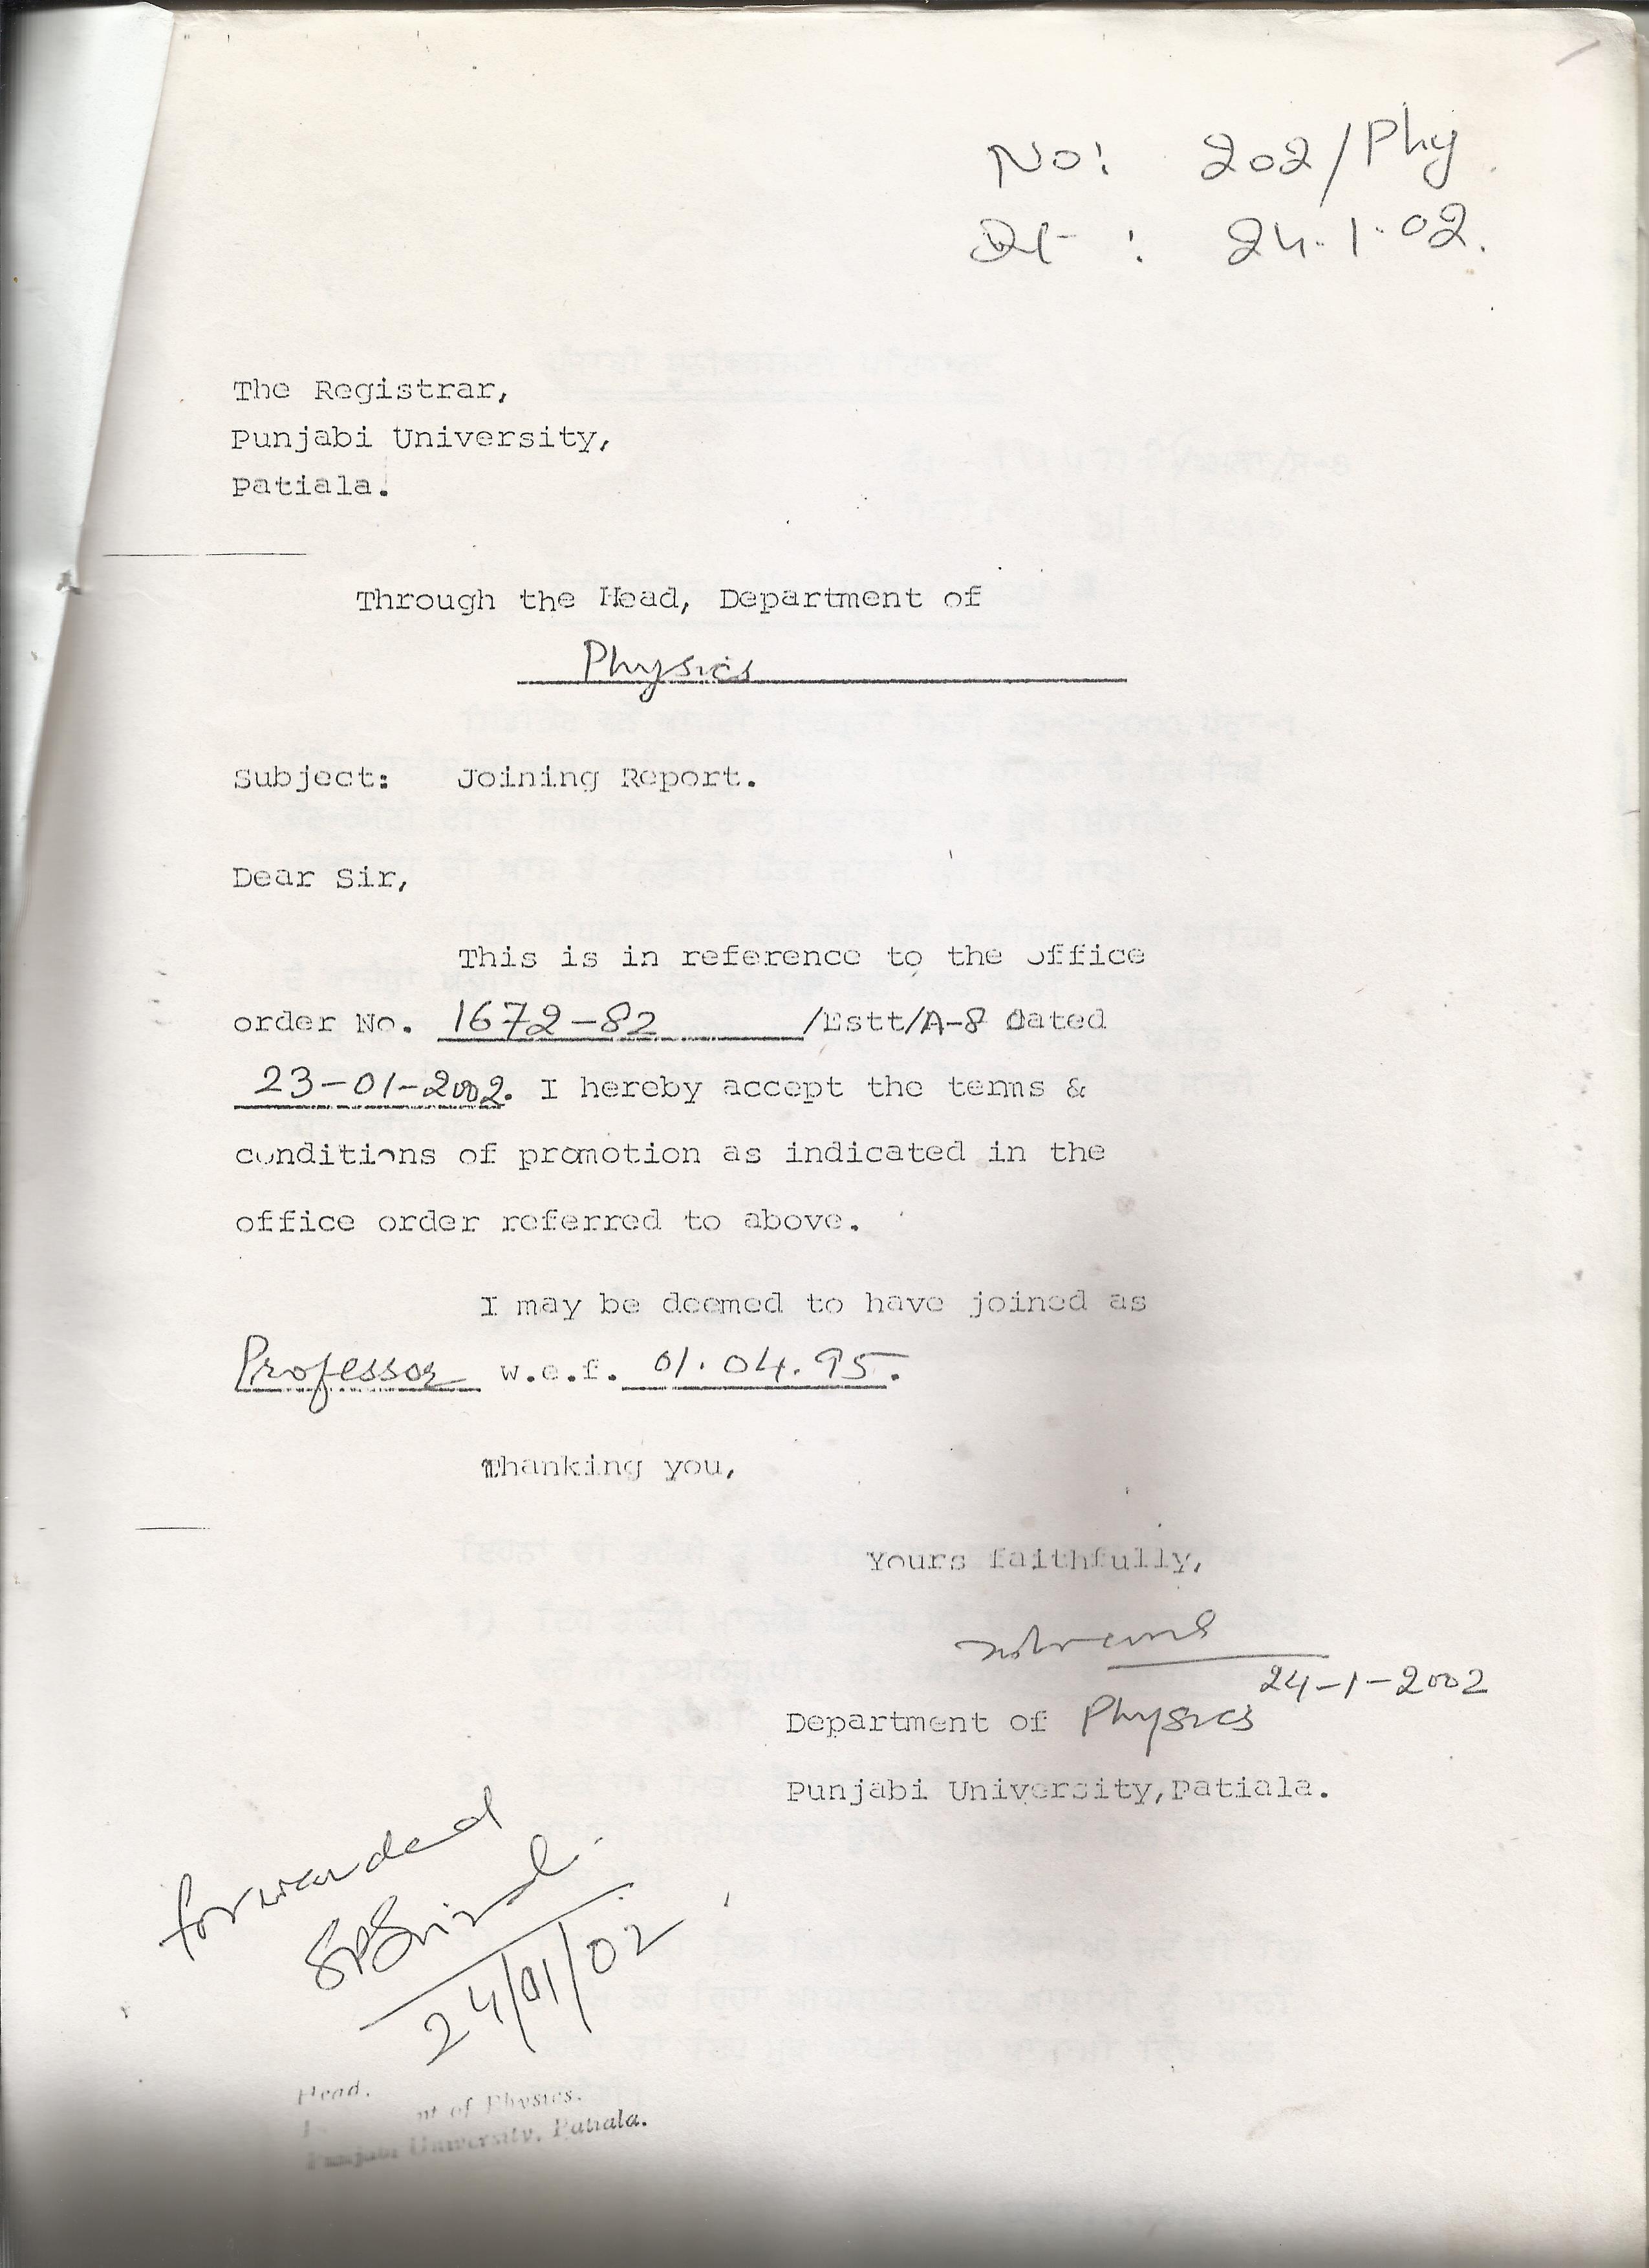 No: 202/Phy.
Dt : 24.1.02.
The Registrar,
Punjabi University,
Patiala.
Through the Head, Department of
Physics
Subject: Joining Report.
Dear Sir,
This is in reference to the office
order No. 1672-82 /Estt/A-8 Dated
23-01-2002. I hereby accept the terms &
conditions of promotion as indicated in the
office order referred to above.
I may be deemed to have joined as
Professor w.e.f. 01.04.95.
Thanking you,
Yours faithfully,
24-1-2002
Department of Physics
Punjabi University,Patiala.
forwarded
24/01/02
Head.
of Physics.
Punjabi University, Patiala.